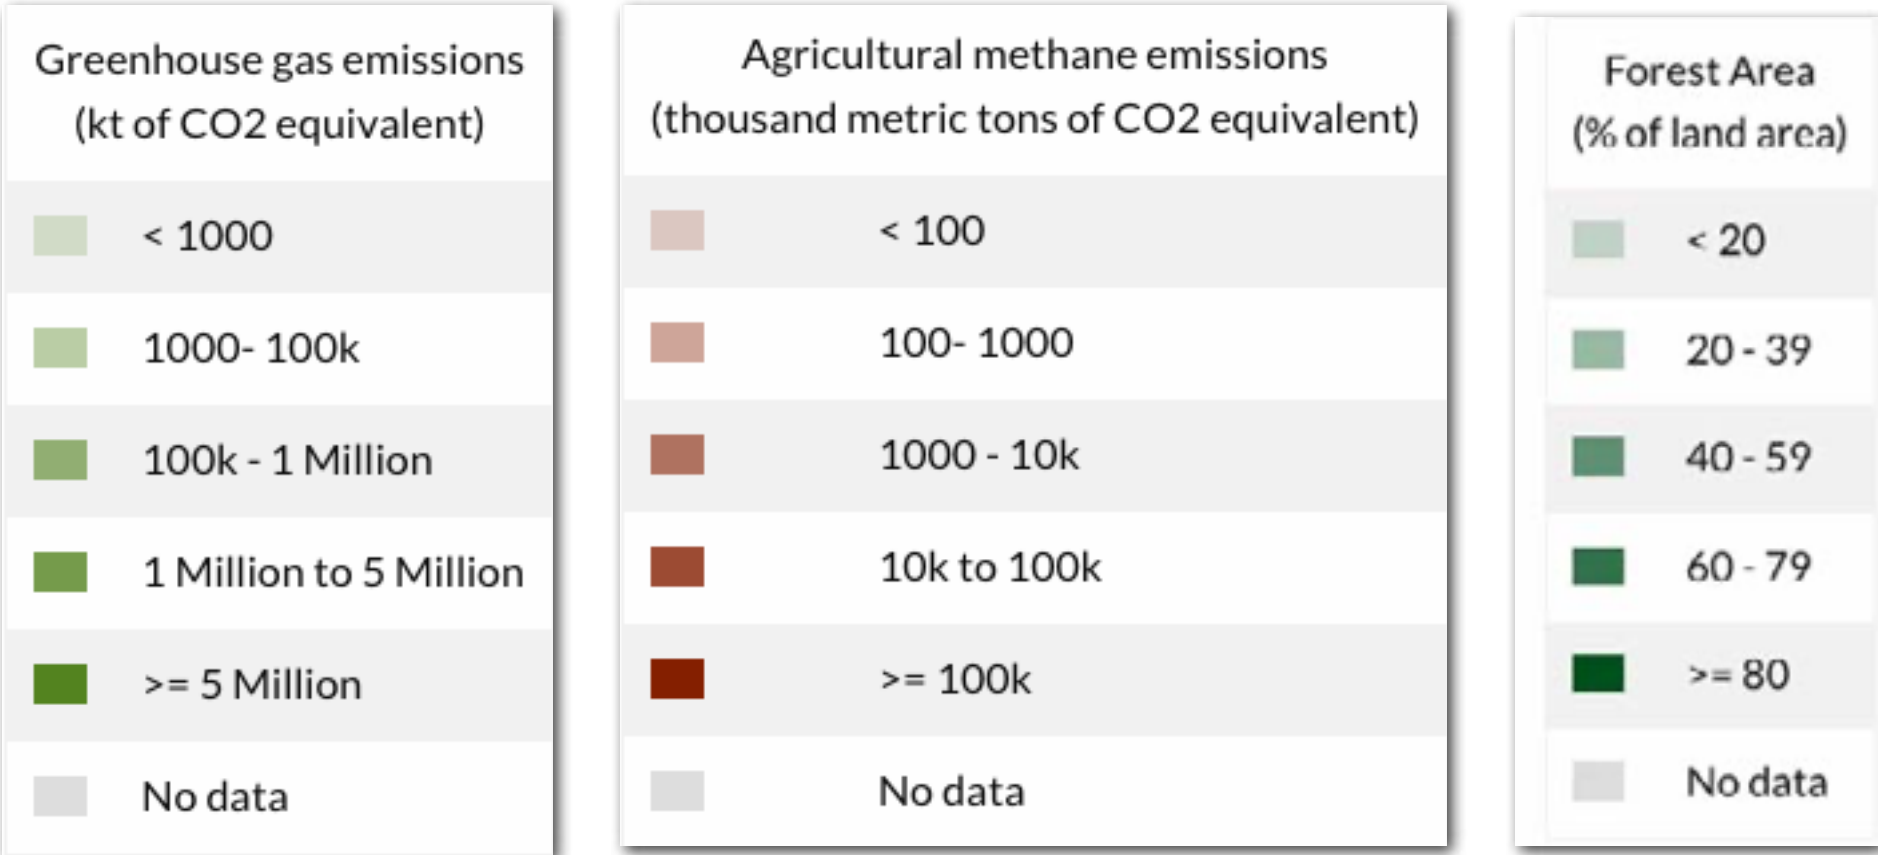 Greenhouse gas emissions
(kt of CO2 equivalent)
< 1000
1000- 100k
100k - 1 Million
1 Million to 5 Million
>= 5 Million
No data
Agricultural methane emissions
(thousand metric tons of CO2 equivalent)
< 100
100- 1000
1000 - 10k
10k to 100k
>= 100k
No data
Forest Area
(% of land area)
< 20
20 - 39
40 - 59
60 - 79
>= 80
No data